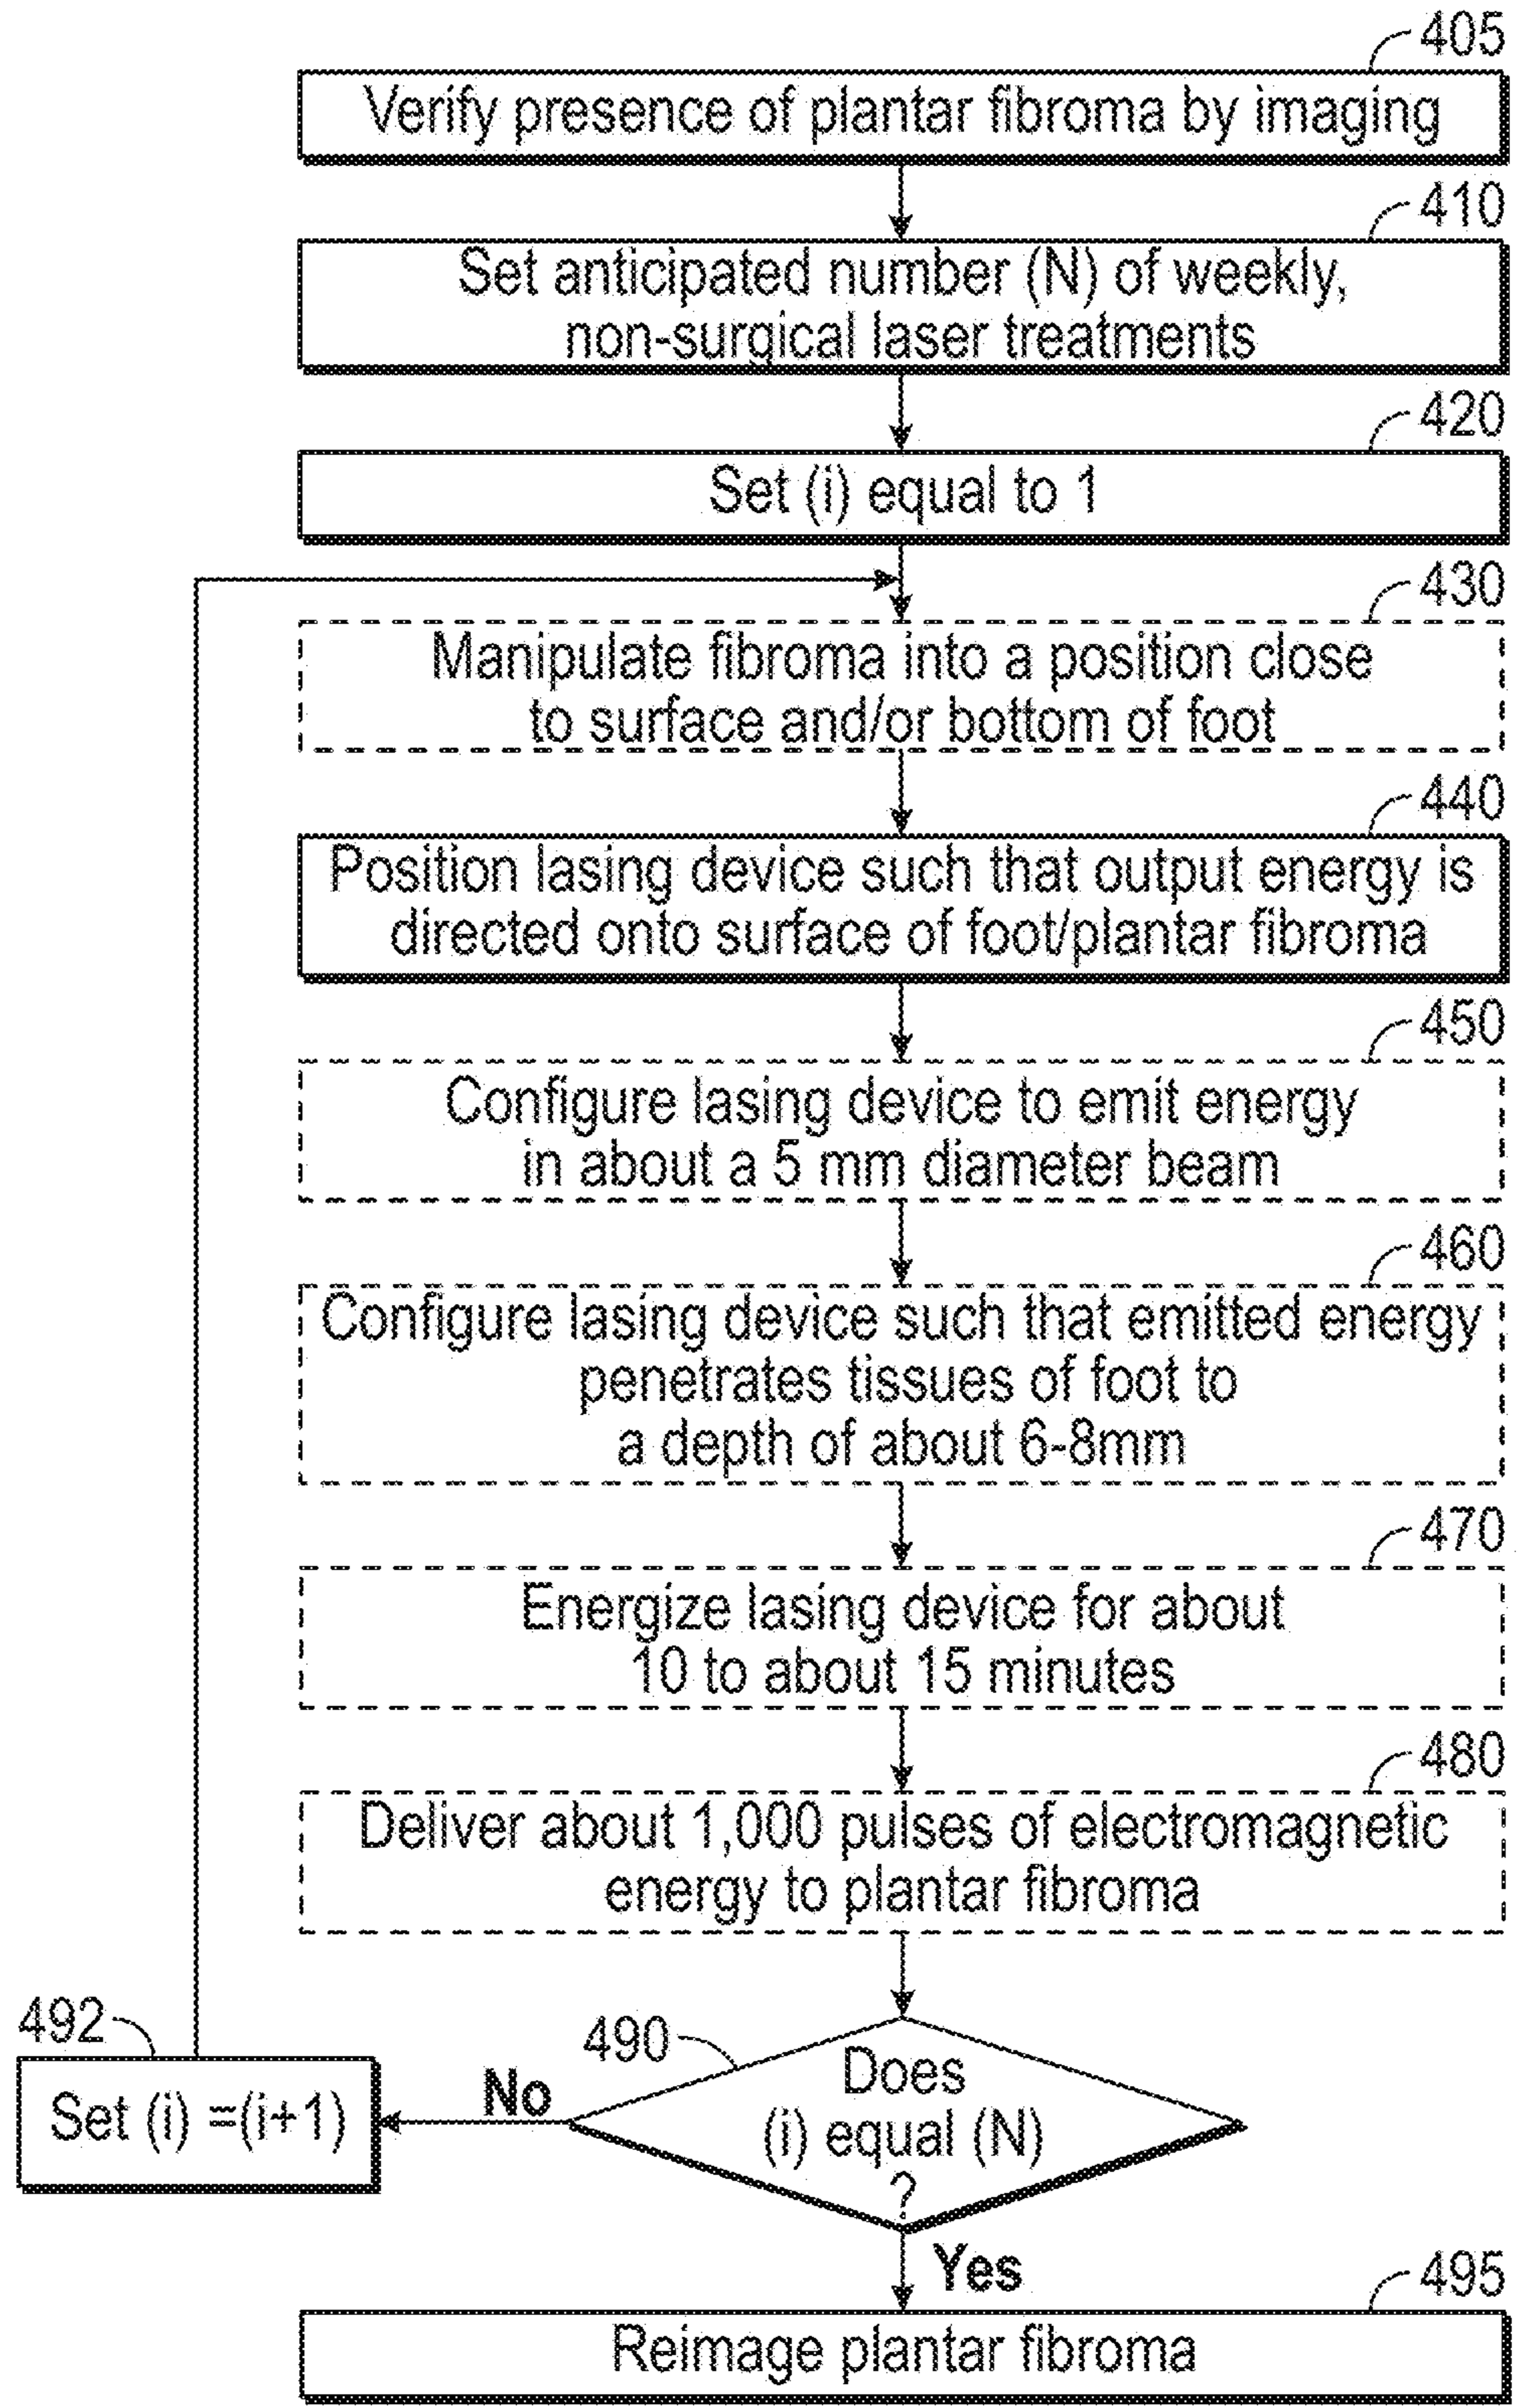 405
Verify presence of plantar fibroma by imaging
410
Set anticipated number (N) of weekly,
non-surgical laser treatments
420
Set (i) equal to 1
430
Manipulate fibroma into a position close
to surface and/or bottom of foot
440
Position lasing device such that output energy is
directed onto surface of foot/plantar fibroma
450
Configure lasing device to emit energy
in about a 5 mm diameter beam
460
Configure lasing device such that emitted energy
penetrates tissues of foot to
a depth of about 6-8mm
470
Energize lasing device for about
10 to about 15 minutes
480
Deliver about 1,000 pulses of electromagnetic
energy to plantar fibroma
492
Set (i) =(i+1)
No
490
Does
(i) equal (N)
?
Yes
495
Reimage plantar fibroma